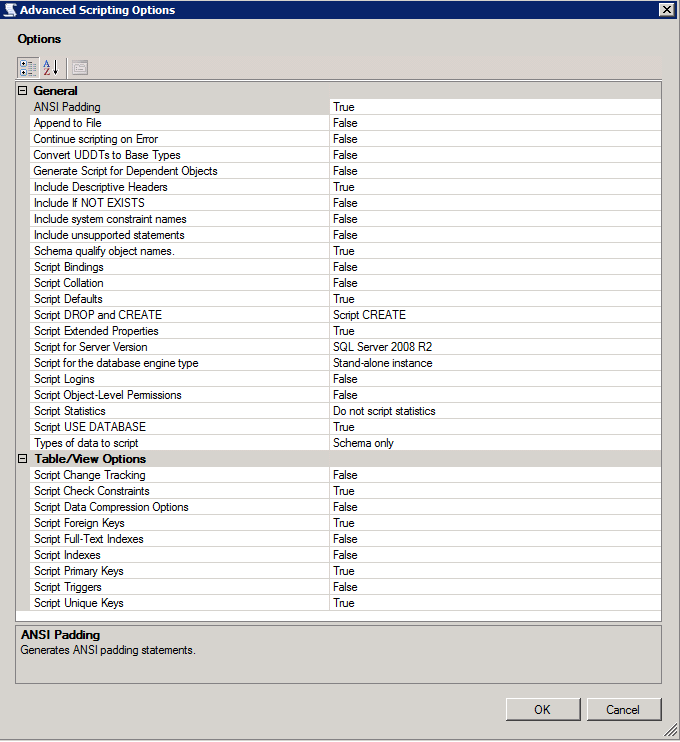 Advanced Scripting Options
Options
General
ANSI Padding True
Append to File False
Continue scripting on Error False
Convert UDDTs to Base Types False
Generate Script for Dependent Objects False
Include Descriptive Headers True
Include If NOT EXISTS False
Include system constraint names False
Include unsupported statements False
Schema qualify object names. True
Script Bindings False
Script Collation False
Script Defaults True
Script DROP and CREATE Script CREATE
Script Extended Properties True
Script for Server Version SQL Server 2008 R2
Script for the database engine type Stand-alone instance
Script Logins False
Script Object-Level Permissions False
Script Statistics Do not script statistics
Script USE DATABASE True
Types of data to script Schema only
Table/View Options
Script Change Tracking False
Script Check Constraints True
Script Data Compression Options False
Script Foreign Keys True
Script Full-Text Indexes False
Script Indexes False
Script Primary Keys True
Script Triggers False
Script Unique Keys True
ANSI Padding
Generates ANSI padding statements.
OK Cancel